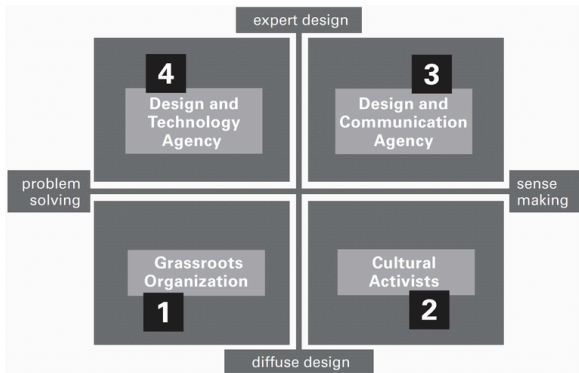 expert design
4
Design and
Technology
Agency
3
Design and
Communication
Agency
problem
solving
sense
making
Grassroots
Organization
1
Cultural
Activists
2
diffuse design